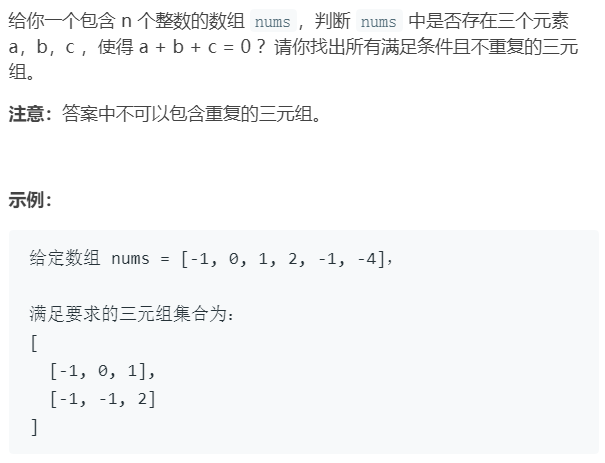 给你一个包含 n 个整数的数组 nums ，判断 nums 中是否存在三个元素
a，b，c ，使得 a + b + c = 0 ？请你找出所有满足条件且不重复的三元
组。
注意：答案中不可以包含重复的三元组。
示例：
给定数组 nums = [-1, 0, 1, 2, -1, -4]，
满足要求的三元组集合为：
[
  [-1, 0, 1],
  [-1, -1, 2]
]